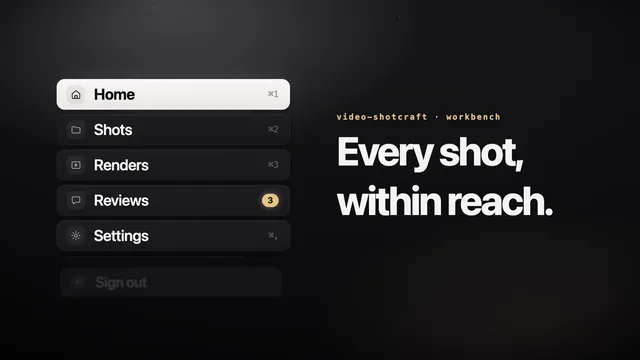 Home ⌘1
Shots ⌘2
Renders ⌘3
Reviews 3
Settings ⌘,
Sign out
video-shotcraft · workbench
Every shot,
within reach.